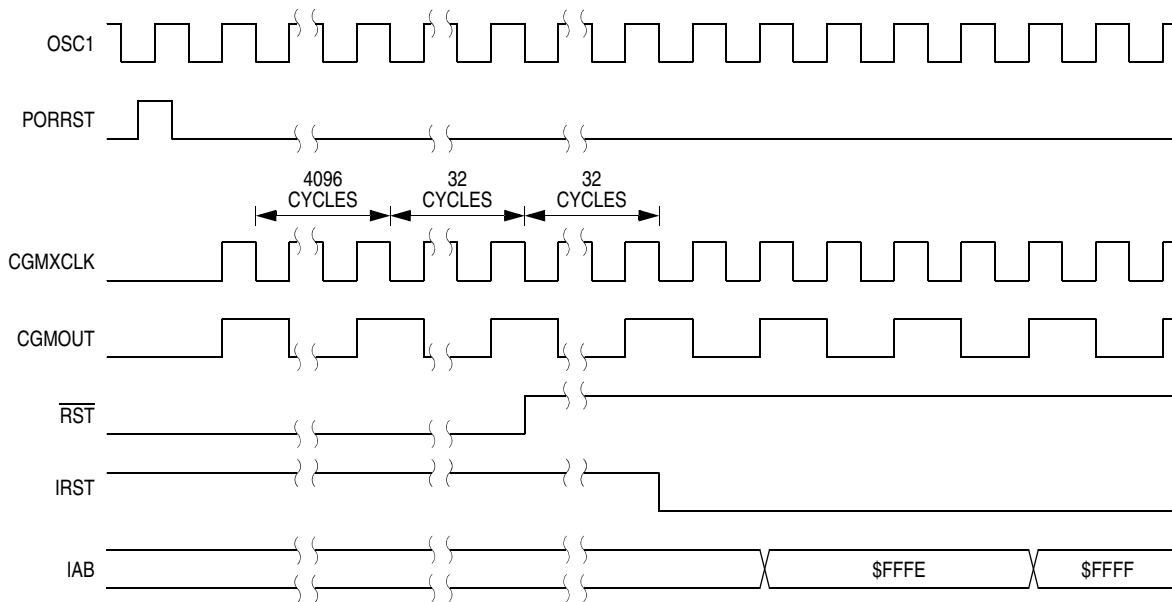 OSC1
PORRST
4096
CYCLES
32
CYCLES
32
CYCLES
CGMXCLK
CGMOUT
RST
IRST
IAB
$FFFE
$FFFF